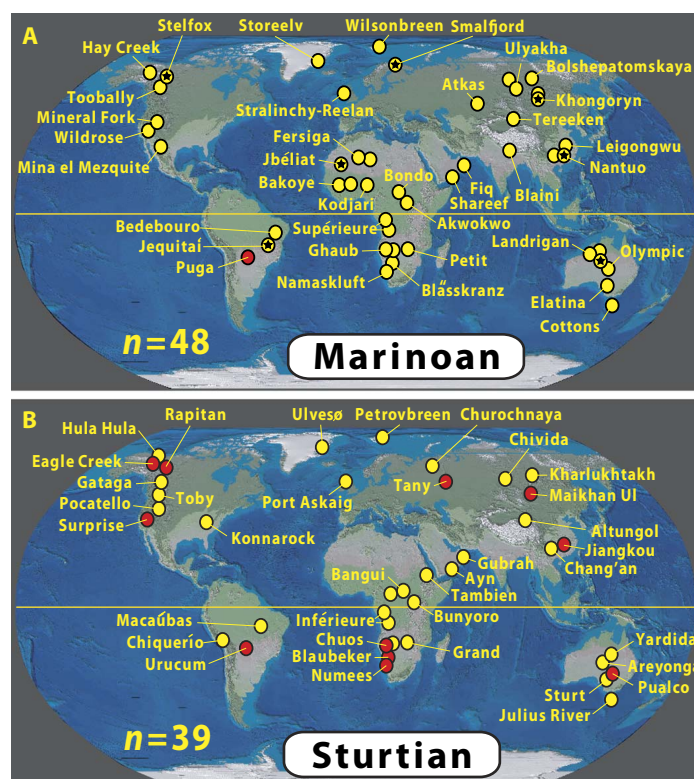 A
Stelfox
Storeelv
Wilsonbreen
Smalfjord
Hay Creek
Ulyakha
Bolshepatomskaya
Toobally
Atkas
Khongoryn
Mineral Fork
Stralinchy-Reelan
Tereeken
Wildrose
Fersiga
Leigongwu
Mina el Mezquite
Jbéliat
Bondo
Nantuo
Bakoye
Fiq
Blaini
Kodjari
Shareef
Akwokwo
Bedebouro
Supérieure
Landrigan
Jequitaí
Olympic
Puga
Ghaub
Petit
Namaskluft
Blässkranz
Elatina
Cottons
n=48
Marinoan
B
Hula Hula
Rapitan
Ulvesø
Petrovbreen
Churochnaya
Chivida
Eagle Creek
Kharlukhtakh
Gataga
Toby
Port Askaig
Tany
Maikhan Ul
Pocatello
Surprise
Konnarock
Altungol
Jiangkou
Gubrah
Chang'an
Bangui
Ayn
Tambien
Macaúbas
Inférieure
Bunyoro
Chiquerío
Chuos
Grand
Yardida
Urucum
Blaubeker
Areyonga
Numees
Pualco
Sturt
Julius River
n=39
Sturtian